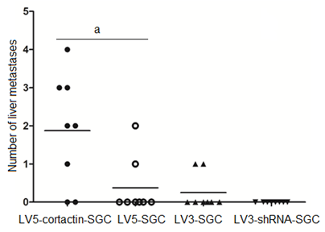 5
a
4
3
2
1
0
Number of liver metastases
LV5-cortactin-SGC LV5-SGC LV3-SGC LV3-shRNA-SGC